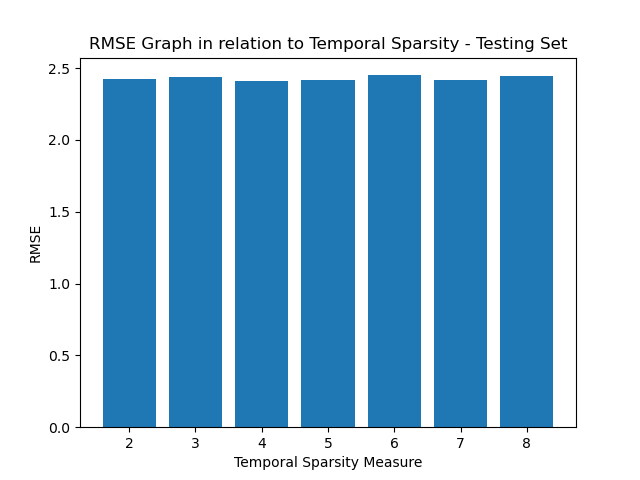 RMSE Graph in relation to Temporal Sparsity - Testing Set
2.5
2.0
1.5
1.0
0.5
0.0
RMSE
2 3 4 5 6 7 8
Temporal Sparsity Measure